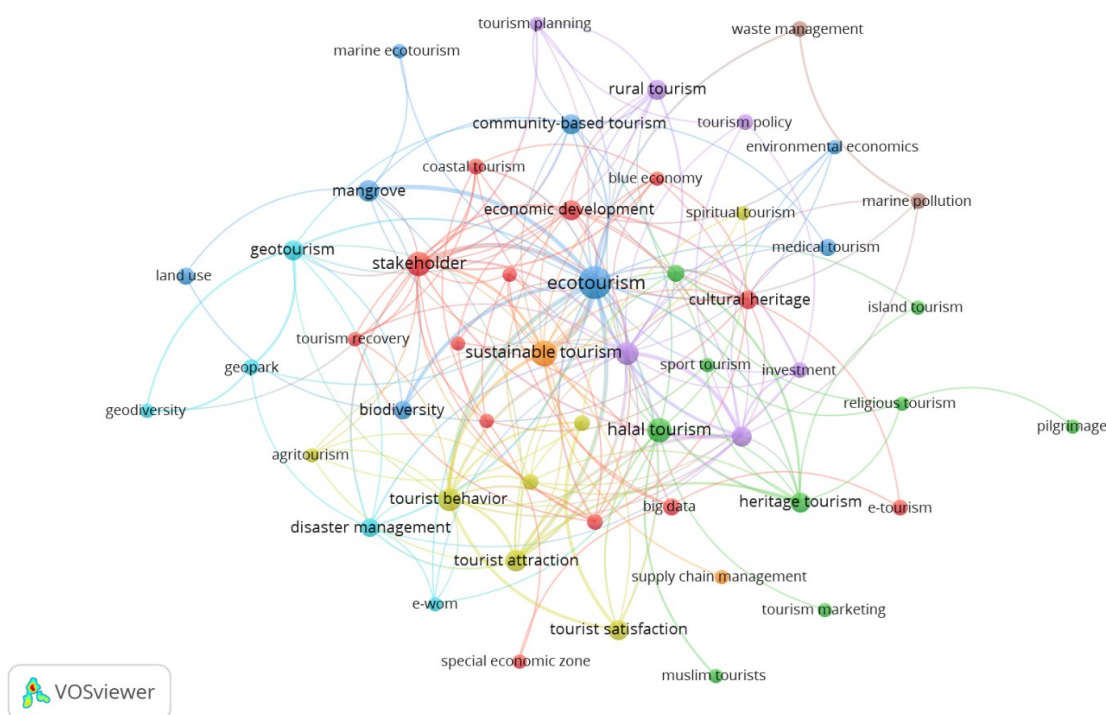 tourism planning
waste management
marine ecotourism
rural tourism
community-based tourism
tourism policy
environmental economics
coastal tourism
blue economy
mangrove
marine pollution
economic development
spiritual tourism
geotourism
medical tourism
stakeholder
land use
ecotourism
cultural heritage
island tourism
tourism recovery
sustainable tourism
sport tourism
investment
geopark
geodiversity
biodiversity
religious tourism
halal tourism
pilgrimage
agritourism
tourist behavior
heritage tourism
big data
e-tourism
disaster management
tourist attraction
supply chain management
e-wom
tourism marketing
tourist satisfaction
special economic zone
muslim tourists
VOSviewer